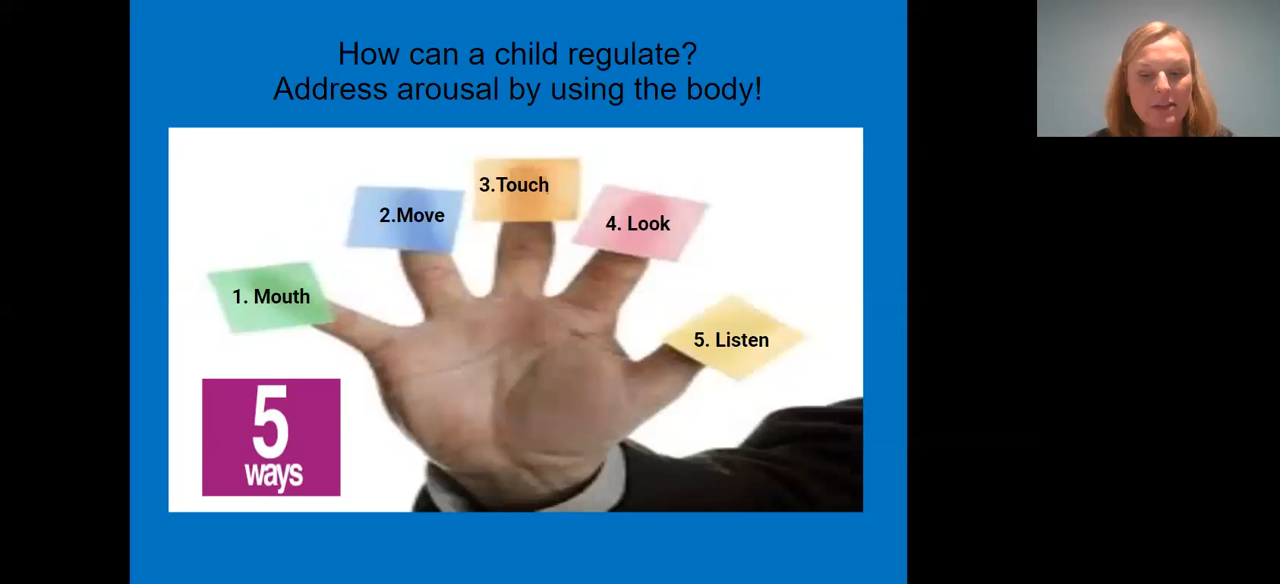 How can a child regulate?
Address arousal by using the body!
1. Mouth
2.Move
3.Touch
4. Look
5. Listen
5
ways